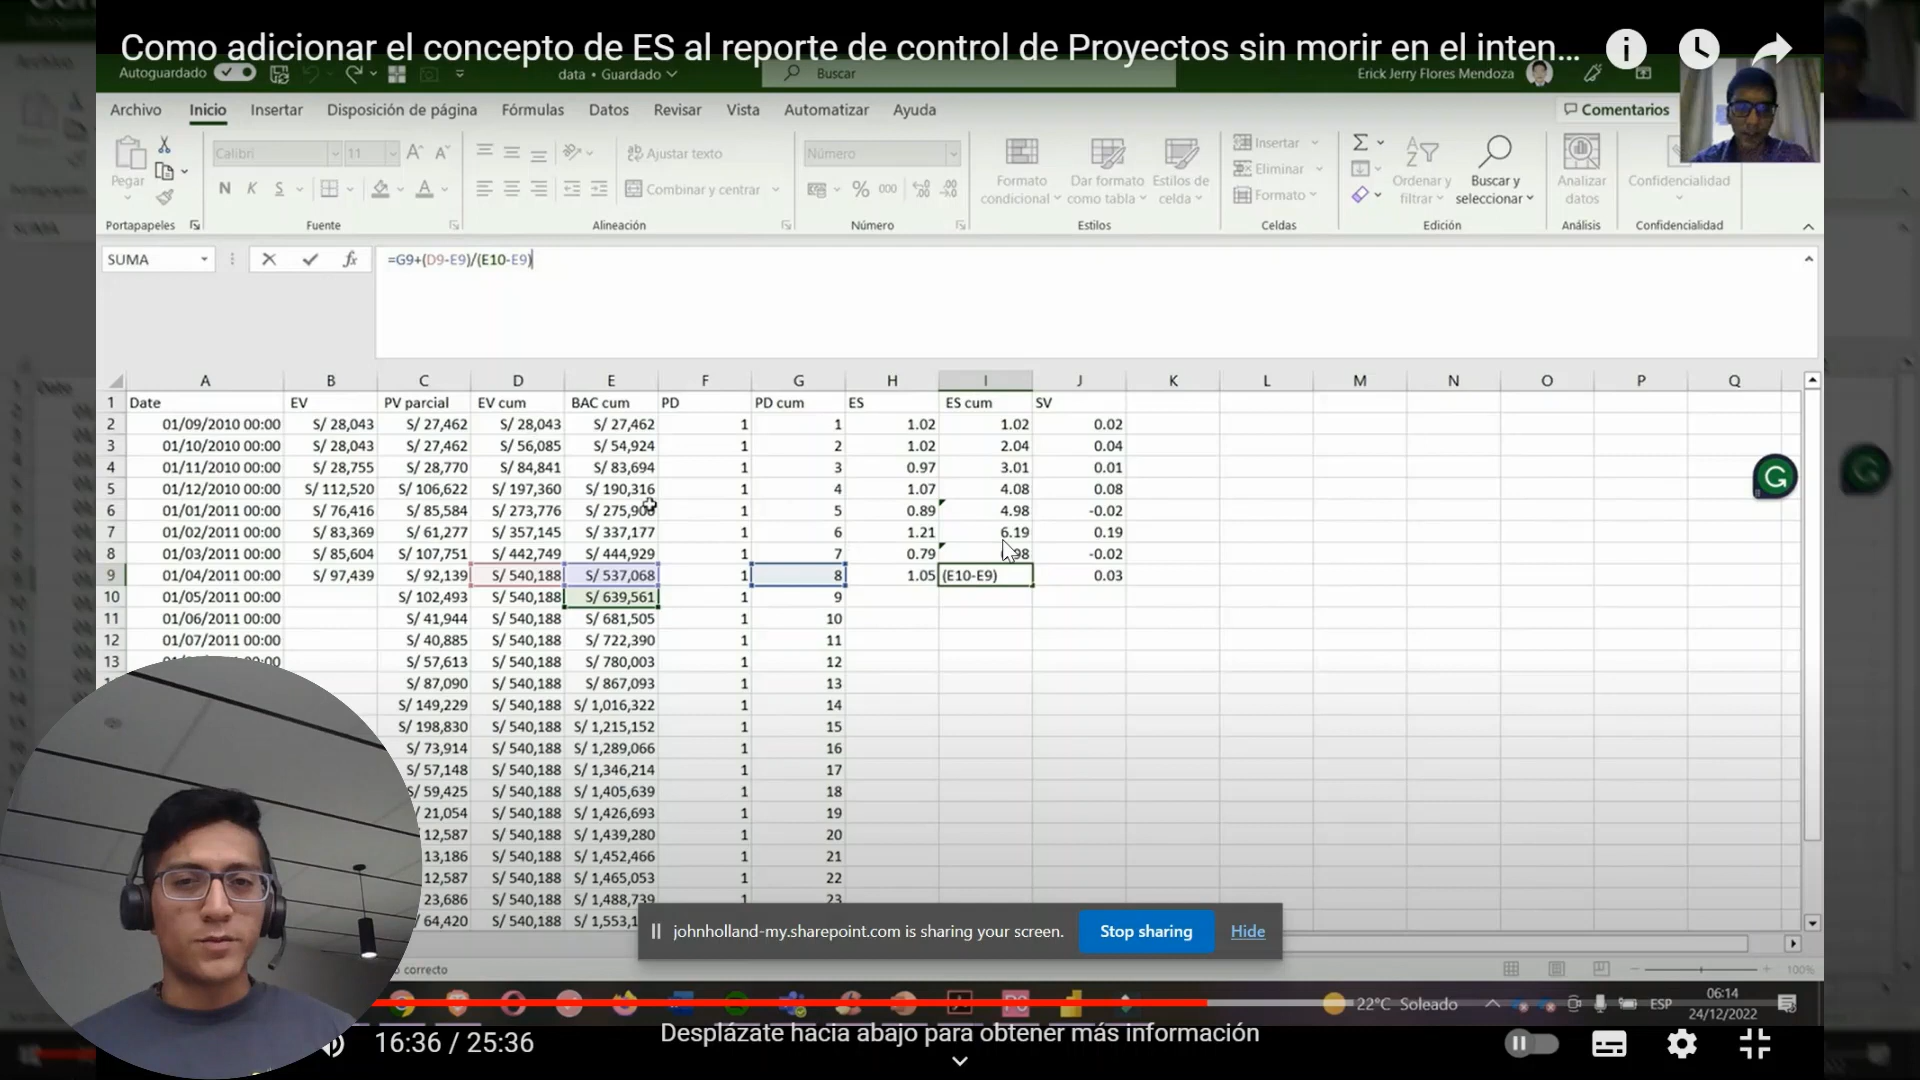 Como adicionar el concepto de ES al reporte de control de Proyectos sin morir en el inten...
Autoguardado
data • Guardado
Buscar
Erick Jerry Flores Mendoza
Archivo Inicio Insertar Disposición de página Fórmulas Datos Revisar Vista Automatizar Ayuda
Comentarios
Pegar
Calibri 11
N K S
Ajustar texto
Combinar y centrar
Número
% 000
Formato condicional
Dar formato como tabla
Estilos de celda
Insertar
Eliminar
Formato
Ordenar y filtrar
Buscar y seleccionar
Analizar datos
Confidencialidad
Portapapeles Fuente Alineación Número Estilos Celdas Edición Análisis Confidencialidad
SUMA
fx
=G9+(D9-E9)/(E10-E9)
A B C D E F G H I J K L M N O P Q
1 Date EV PV parcial EV cum BAC cum PD PD cum ES ES cum SV
2 01/09/2010 00:00 S/ 28,043 S/ 27,462 S/ 28,043 S/ 27,462 1 1 1.02 1.02 0.02
3 01/10/2010 00:00 S/ 28,043 S/ 27,462 S/ 56,085 S/ 54,924 1 2 1.02 2.04 0.04
4 01/11/2010 00:00 S/ 28,755 S/ 28,770 S/ 84,841 S/ 83,694 1 3 0.97 3.01 0.01
5 01/12/2010 00:00 S/ 112,520 S/ 106,622 S/ 197,360 S/ 190,316 1 4 1.07 4.08 0.08
6 01/01/2011 00:00 S/ 76,416 S/ 85,584 S/ 273,776 1 5 0.89 4.98 -0.02
7 01/02/2011 00:00 S/ 83,369 S/ 61,277 S/ 357,145 S/ 337,177 1 6 1.21 6.19 0.19
8 01/03/2011 00:00 S/ 85,604 S/ 107,751 S/ 442,749 S/ 444,929 1 7 0.79 -0.02
9 01/04/2011 00:00 S/ 97,439 S/ 92,139 S/ 540,188 S/ 537,068 1 8 1.05 (E10-E9) 0.03
10 01/05/2011 00:00 S/ 102,493 S/ 540,188 S/ 639,561 1 9
11 01/06/2011 00:00 S/ 41,944 S/ 540,188 S/ 681,505 1 10
12 01/07/2011 00:00 S/ 40,885 S/ 540,188 S/ 722,390 1 11
13 S/ 57,613 S/ 540,188 S/ 780,003 1 12
S/ 87,090 S/ 540,188 S/ 867,093 1 13
S/ 149,229 S/ 540,188 S/ 1,016,322 1 14
S/ 198,830 S/ 540,188 S/ 1,215,152 1 15
S/ 73,914 S/ 540,188 S/ 1,289,066 1 16
S/ 57,148 S/ 540,188 S/ 1,346,214 1 17
S/ 59,425 S/ 540,188 S/ 1,405,639 1 18
21,054 S/ 540,188 S/ 1,426,693 1 19
12,587 S/ 540,188 S/ 1,439,280 1 20
13,186 S/ 540,188 S/ 1,452,466 1 21
12,587 S/ 540,188 S/ 1,465,053 1 22
23,686 S/ 540,188 S/ 1,488,739 1 23
64,420 S/ 540,188
johnholland-my.sharepoint.com is sharing your screen.
Stop sharing
Hide
correcto
100%
22°C Soleado
ESP
06:14
24/12/2022
16:36 / 25:36
Desplázate hacia abajo para obtener más información